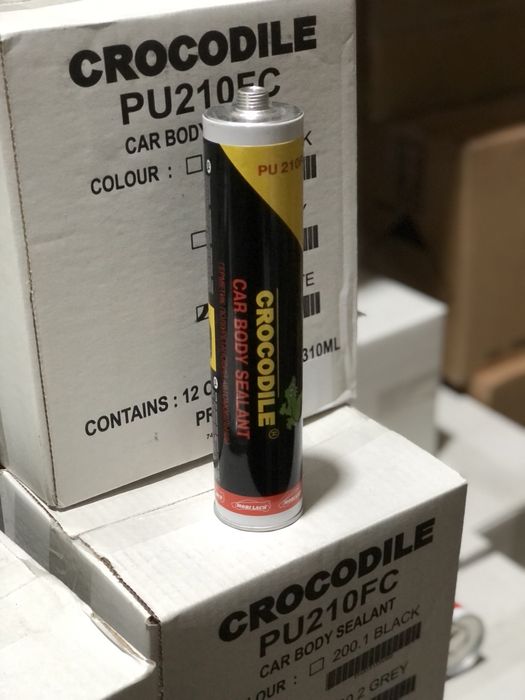 CROCODILE
PU210FC
CAR BODY
COLOUR :
310ML
CONTAINS : 12
PU 210
CROCODILE®
CAR BODY SEALANT
MOBILACK
CROCODILE
PU210FC
CAR BODY SEALANT
200.1 BLACK
GREY